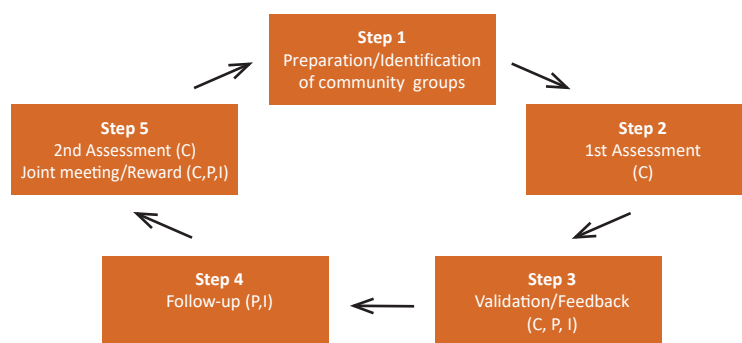 Step 1
Preparation/Identification
of community groups
Step 2
1st Assessment
(C)
Step 3
Validation/Feedback
(C, P, I)
Step 4
Follow-up (P,I)
Step 5
2nd Assessment (C)
Joint meeting/Reward (C,P,I)